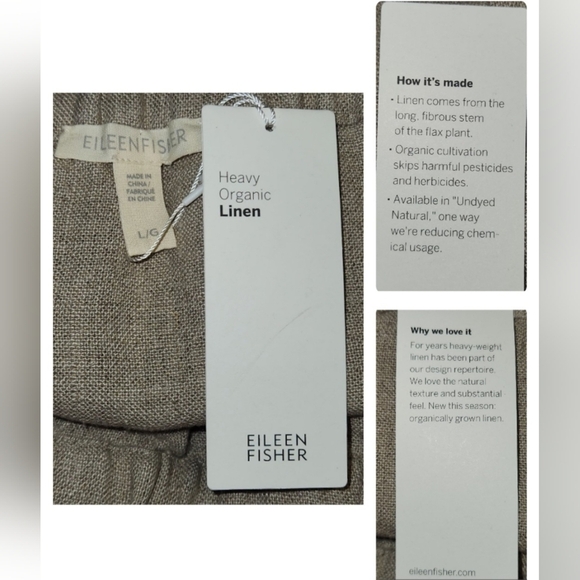 EILEEN FISHER
MADE IN
CHINA /
FABRIQUÉ
EN CHINE
L/G
Heavy
Organic
Linen
EILEEN
FISHER
How it's made
• Linen comes from the
long, fibrous stem
of the flax plant.
• Organic cultivation
skips harmful pesticides
and herbicides.
• Available in "Undyed
Natural," one way
we're reducing chem-
ical usage.
Why we love it
For years heavy-weight
linen has been part of
our design repertoire.
We love the natural
texture and substantial
feel. New this season:
organically grown linen.
eileenfisher.com